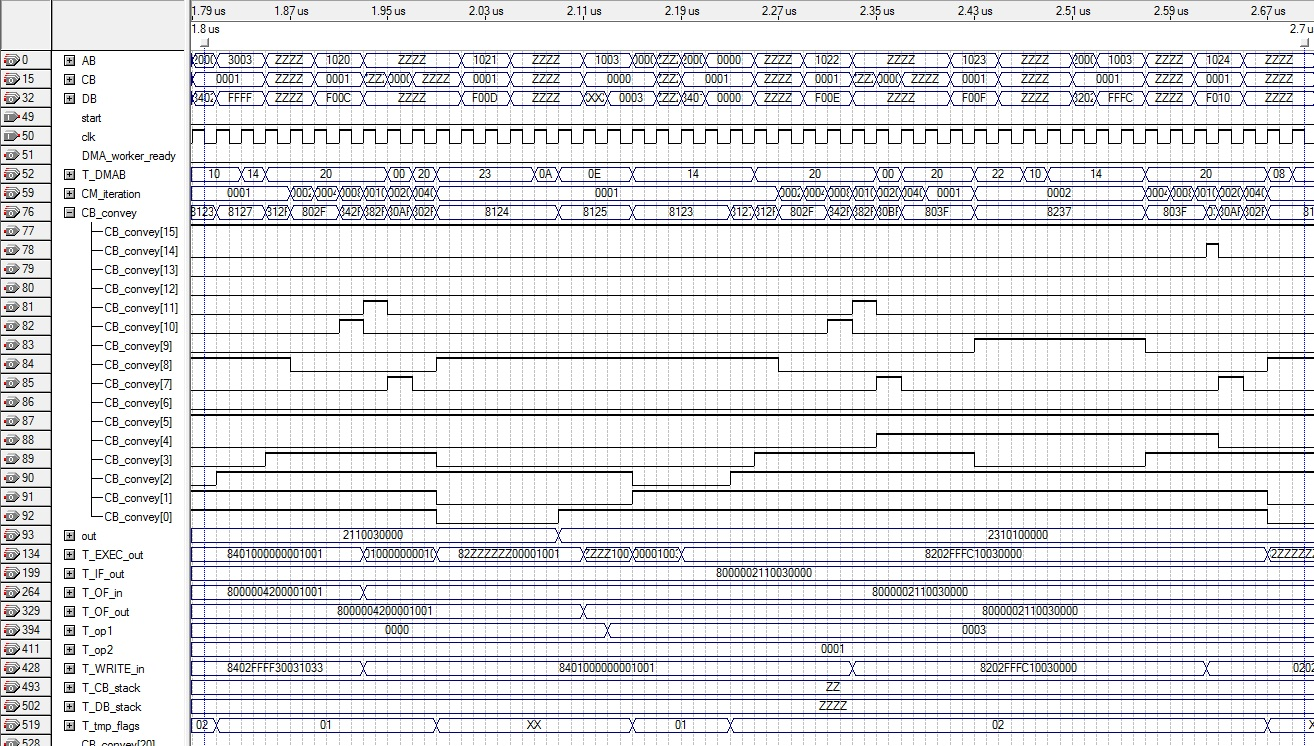 1.79 us 1.87 us 1.95 us 2.03 us 2.11 us 2.19 us 2.27 us 2.35 us 2.43 us 2.51 us 2.59 us 2.67 us
1.8 us 2.7 u
0 AB 3003 ZZZZ 1020 ZZZZ 1021 ZZZZ 1003 0000 ZZZZ 1022 ZZZZ 1023 ZZZZ 1003 ZZZZ 1024 ZZZZ
15 CB 0001 ZZZZ 0001 ZZZZ 0001 ZZZZ 0000 0001 ZZZZ 0001 ZZZZ 0001 ZZZZ 0001 ZZZZ 0001 ZZZZ
32 DB FFFF ZZZZ F00C ZZZZ F00D ZZZZ 0003 0000 ZZZZ F00E ZZZZ F00F ZZZZ FFFC ZZZZ F010 ZZZZ
49 start
50 clk
51 DMA_worker_ready
52 T_DMAB 10 14 20 00 20 23 0A 0E 14 20 00 20 22 10 14 20 08
59 CM_iteration 0001 0001 0001 0002
76 CB_convey 8123 8127 802F 8124 8125 8123 802F 803F 8237 803F
77 CB_convey[15]
78 CB_convey[14]
79 CB_convey[13]
80 CB_convey[12]
81 CB_convey[11]
82 CB_convey[10]
83 CB_convey[9]
84 CB_convey[8]
85 CB_convey[7]
86 CB_convey[6]
87 CB_convey[5]
88 CB_convey[4]
89 CB_convey[3]
90 CB_convey[2]
91 CB_convey[1]
92 CB_convey[0]
93 out 2110030000 2310100000
134 T_EXEC_out 8401000000001001 82ZZZZZZ00001001 8202FFFC10030000
199 T_IF_out 8000002110030000
264 T_OF_in 8000004200001001 8000002110030000
329 T_OF_out 8000004200001001 8000002110030000
394 T_op1 0000 0003
411 T_op2 0001
428 T_WRITE_in 8402FFFF30031033 8401000000001001 8202FFFC10030000
493 T_CB_stack ZZ
502 T_DB_stack ZZZZ
519 T_tmp_flags 02 01 XX 01 02
528 CB_convey[20]